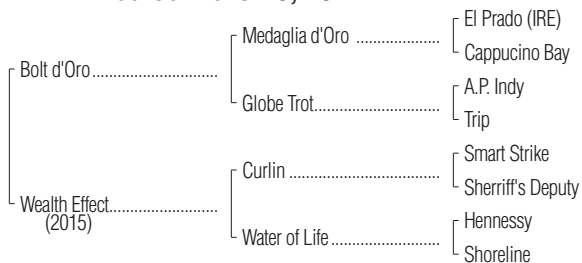 El Prado (IRE)
Medaglia d'Oro ....................
Cappucino Bay
Bolt d'Oro ..............................
A.P. Indy
Globe Trot..............................
Trip
Smart Strike
Curlin ....................................
Sherriff's Deputy
Wealth Effect..........................
(2015)
Hennessy
Water of Life..........................
Shoreline